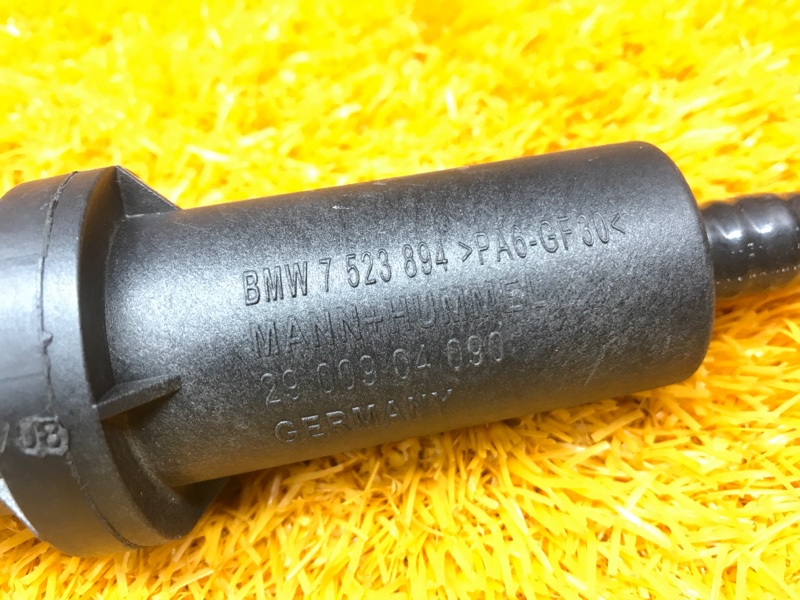 BMW 7 523 894 >PA6-GF30<
MANN+HUMMEL
29 009 04 090
GERMANY